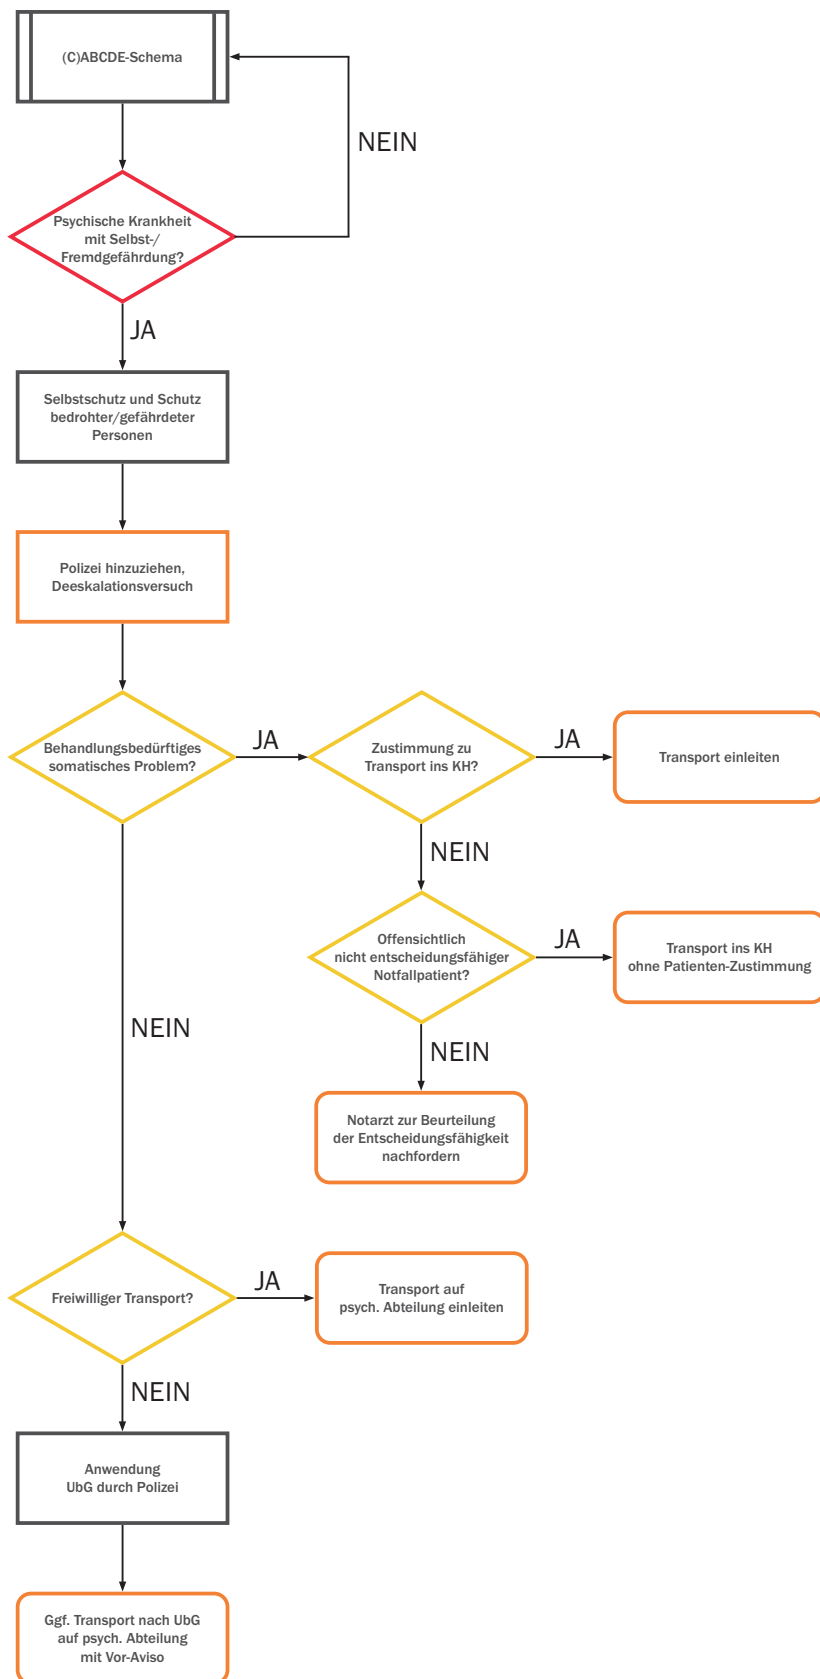 (C)ABCDE-Schema
NEIN
Psychische Krankheit
mit Selbst-/
Fremdgefährdung?
JA
Selbstschutz und Schutz
bedrohter/gefährdeter
Personen
Polizei hinzuziehen,
Deeskalationsversuch
Behandlungsbedürftiges
somatisches Problem?
JA
Zustimmung zu
Transport ins KH?
JA
Transport einleiten
NEIN
Offensichtlich
nicht entscheidungsfähiger
Notfallpatient?
JA
Transport ins KH
ohne Patienten-Zustimmung
NEIN
NEIN
Notarzt zur Beurteilung
der Entscheidungsfähigkeit
nachfordern
Freiwilliger Transport?
JA
Transport auf
psych. Abteilung einleiten
NEIN
Anwendung
UbG durch Polizei
Ggf. Transport nach UbG
auf psych. Abteilung
mit Vor-Aviso